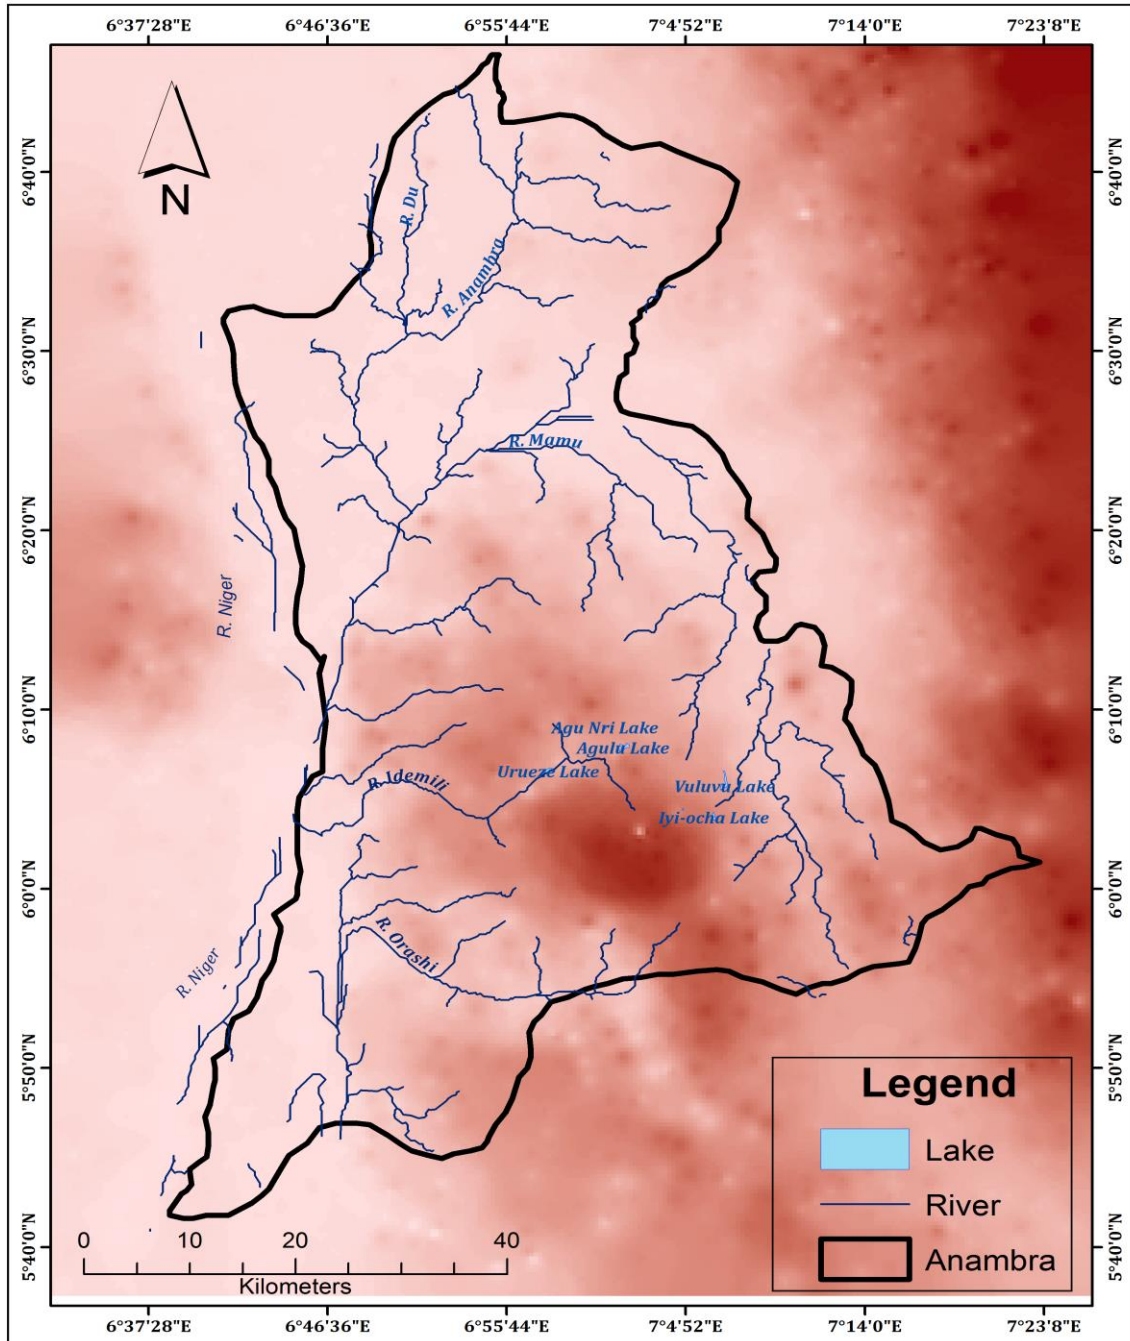 6°37'28"E 6°46'36"E 6°55'44"E 7°4'52"E 7°14'0"E 7°23'8"E
6°40'0"N
6°40'0"N
N
R. Du
R. Anambra
6°30'0"N
6°30'0"N
R. Mamu
6°20'0"N
6°20'0"N
R. Niger
6°10'0"N
6°10'0"N
Agu Nri Lake
Agulu Lake
Urueze Lake
R. Idemili
Vuluvu Lake
Iyi-ocha Lake
6°0'0"N
6°0'0"N
R. Orashi
R. Niger
5°50'0"N
5°50'0"N
Legend
Lake
River
Anambra
5°40'0"N
5°40'0"N
0 10 20 40
Kilometers
6°37'28"E 6°46'36"E 6°55'44"E 7°4'52"E 7°14'0"E 7°23'8"E